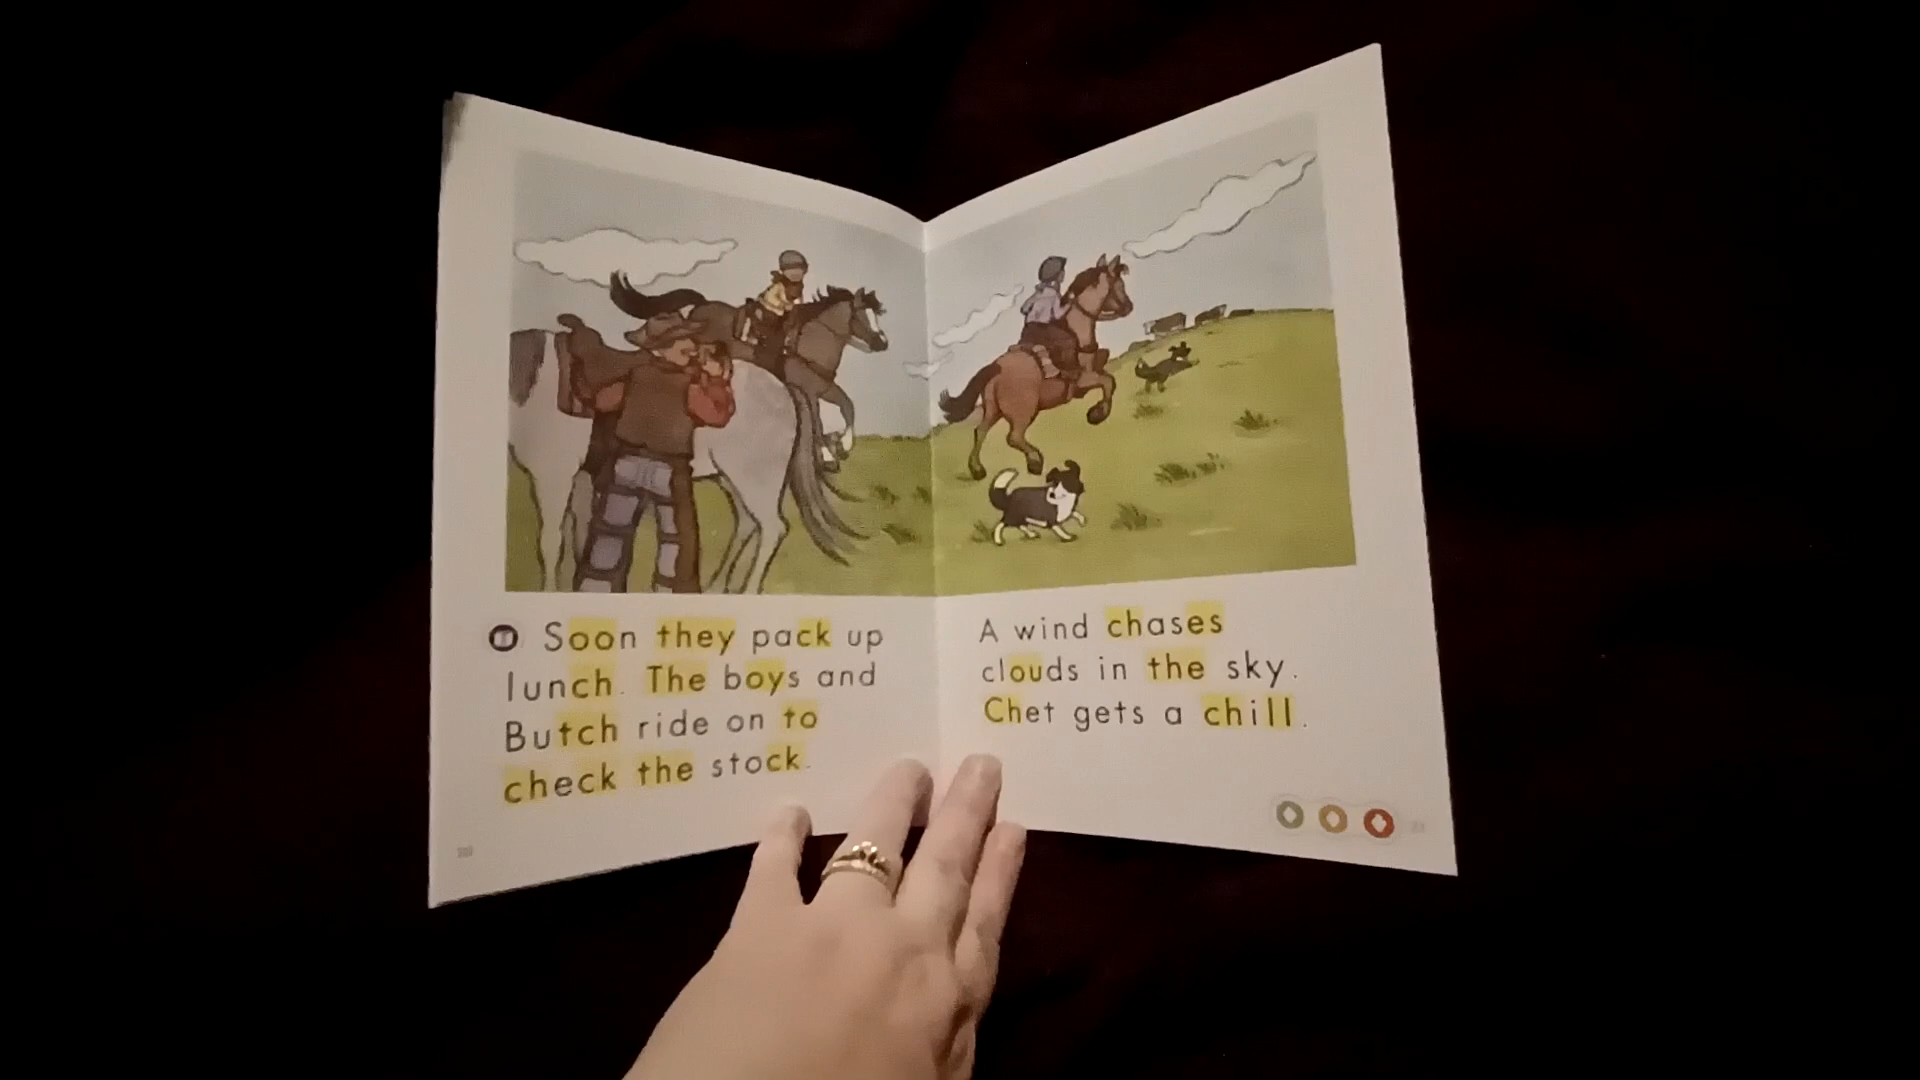 Soon they pack up
lunch. The boys and
Butch ride on to
check the stock.
A wind chases
clouds in the sky.
Chet gets a chill.